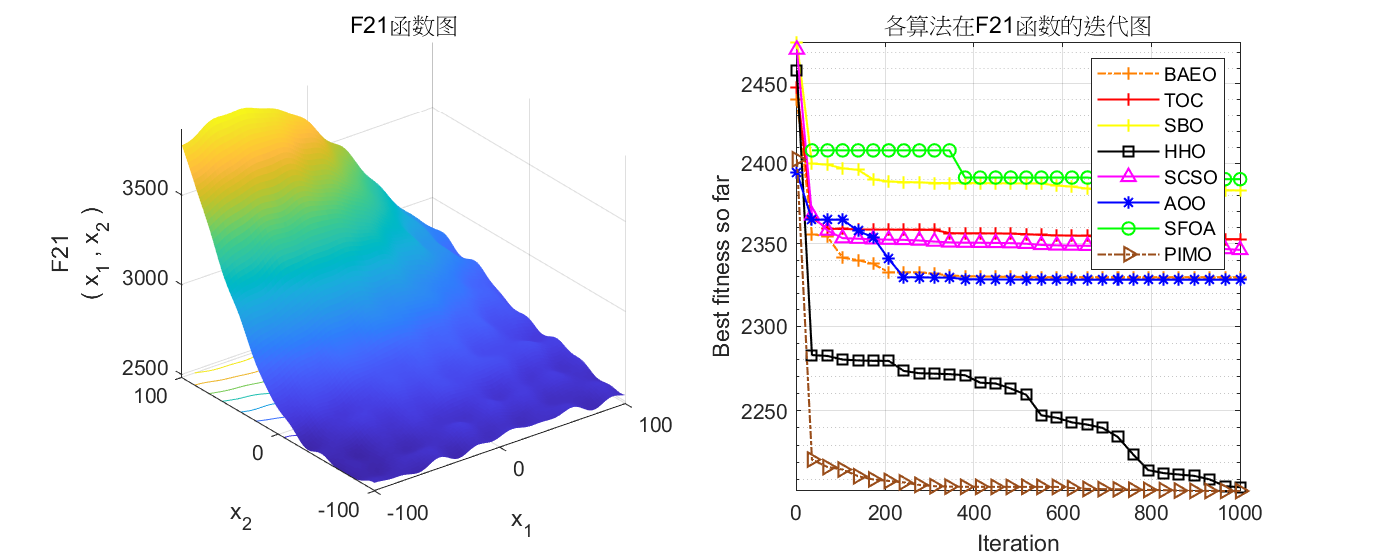 F21函数图
F21
( x1 , x2 )
3500
3000
2500
100
0
-100
x2
-100
0
100
x1
各算法在F21函数的迭代图
Best fitness so far
2450
2400
2350
2300
2250
0
200
400
600
800
1000
Iteration
BAEO
TOC
SBO
HHO
SCSO
AOO
SFOA
PIMO